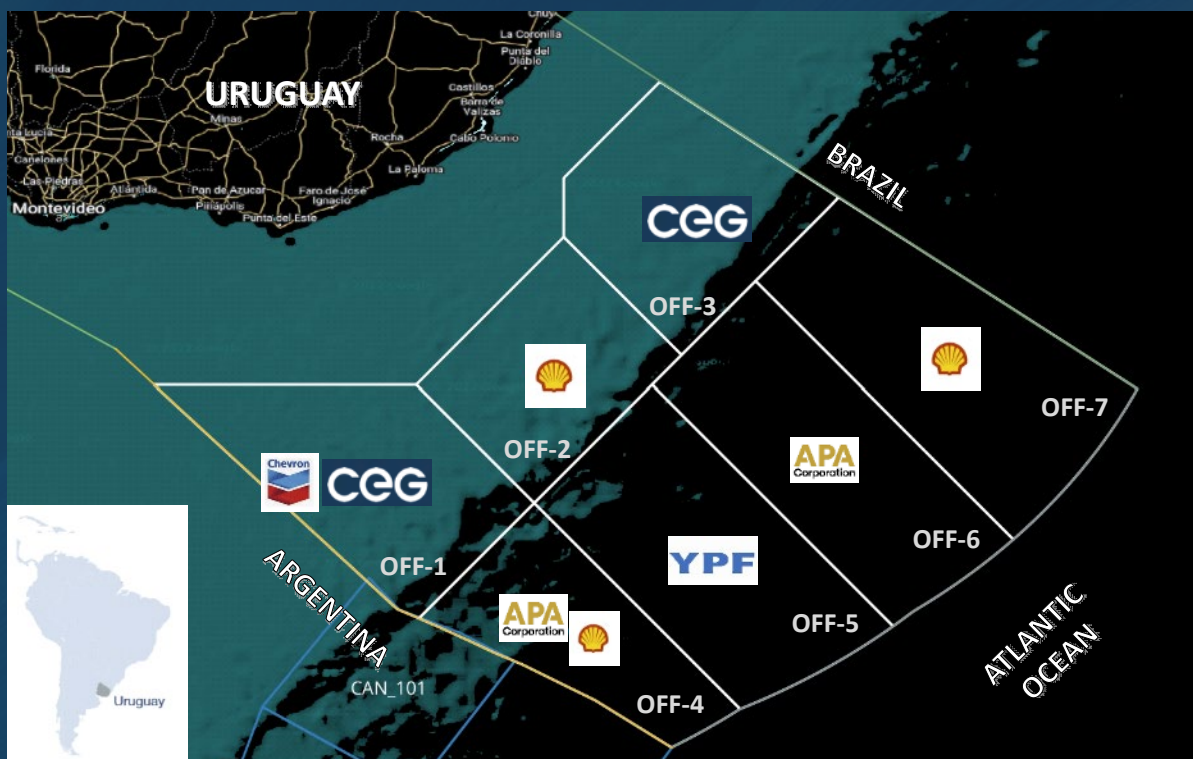 Chuy
La Coronilla
Punta del
Diablo
Florida
URUGUAY
Castillos
Minas
Barra de
Valizas
Rocha
Cabo Polonio
nta Lucía
Canelones
La Paloma
BRAZIL
Las Piedras
Atlántida
Pan de Azucar
Faro de José
Ignacio
Piriápolis
Montevideo
Punta del Este
CEG
OFF-3
OFF-7
OFF-2
APA
Corporation
Chevron
CEG
OFF-6
YPF
OFF-1
ARGENTINA
APA
Corporation
OFF-5
ATLANTIC
OCEAN
CAN_101
Uruguay
OFF-4